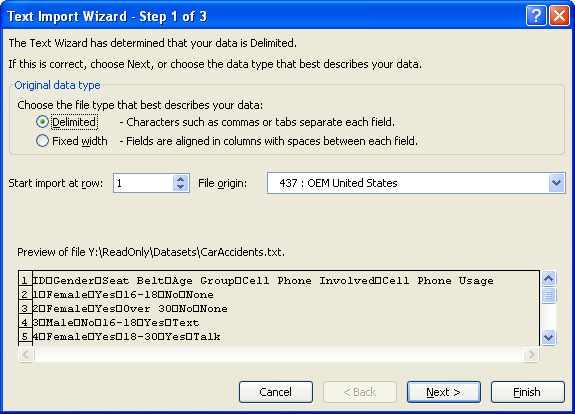 Text Import Wizard - Step 1 of 3
The Text Wizard has determined that your data is Delimited.
If this is correct, choose Next, or choose the data type that best describes your data.
Original data type
Choose the file type that best describes your data:
Delimited - Characters such as commas or tabs separate each field.
Fixed width - Fields are aligned in columns with spaces between each field.
Start import at row: 1 File origin: 437 : OEM United States
Preview of file Y:\ReadOnly\Datasets\CarAccidents.txt.
1 ID□Gender□Seat Belt□Age Group□Cell Phone Involved□Cell Phone Usage
2 1□Female□Yes□16-18□No□None
3 2□Female□Yes□Over 30□No□None
4 3□Male□No□16-18□Yes□Text
5 4□Female□Yes□18-30□Yes□Talk
Cancel < Back Next > Finish